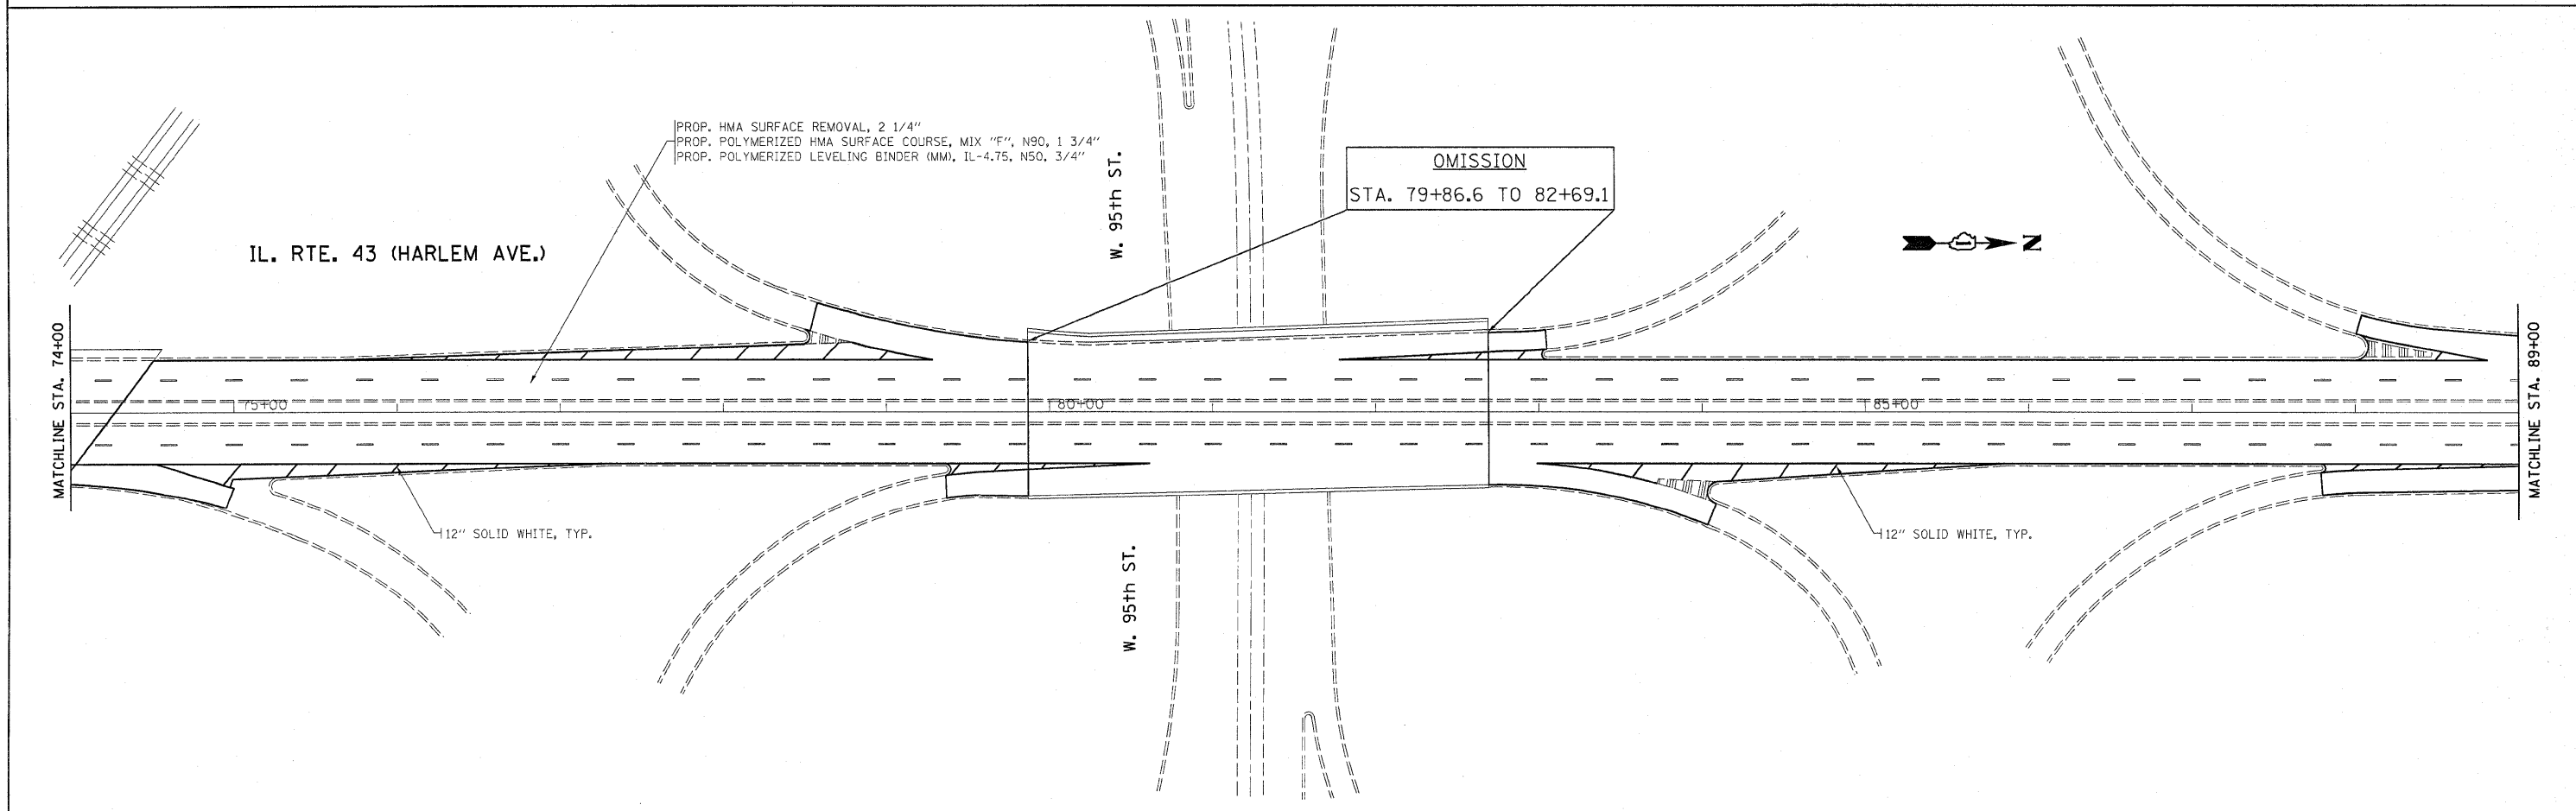 PROP. HMA SURFACE REMOVAL, 2 1/4"
PROP. POLYMERIZED HMA SURFACE COURSE, MIX "F", N90, 1 3/4"
PROP. POLYMERIZED LEVELING BINDER (MM), IL-4.75, N50, 3/4"
W. 95th ST.
OMISSION
STA. 79+86.6 TO 82+69.1
IL. RTE. 43 (HARLEM AVE.)
N
MATCHLINE STA. 74+00
75+00
80+00
85+00
MATCHLINE STA. 89+00
12" SOLID WHITE, TYP.
12" SOLID WHITE, TYP.
W. 95th ST.